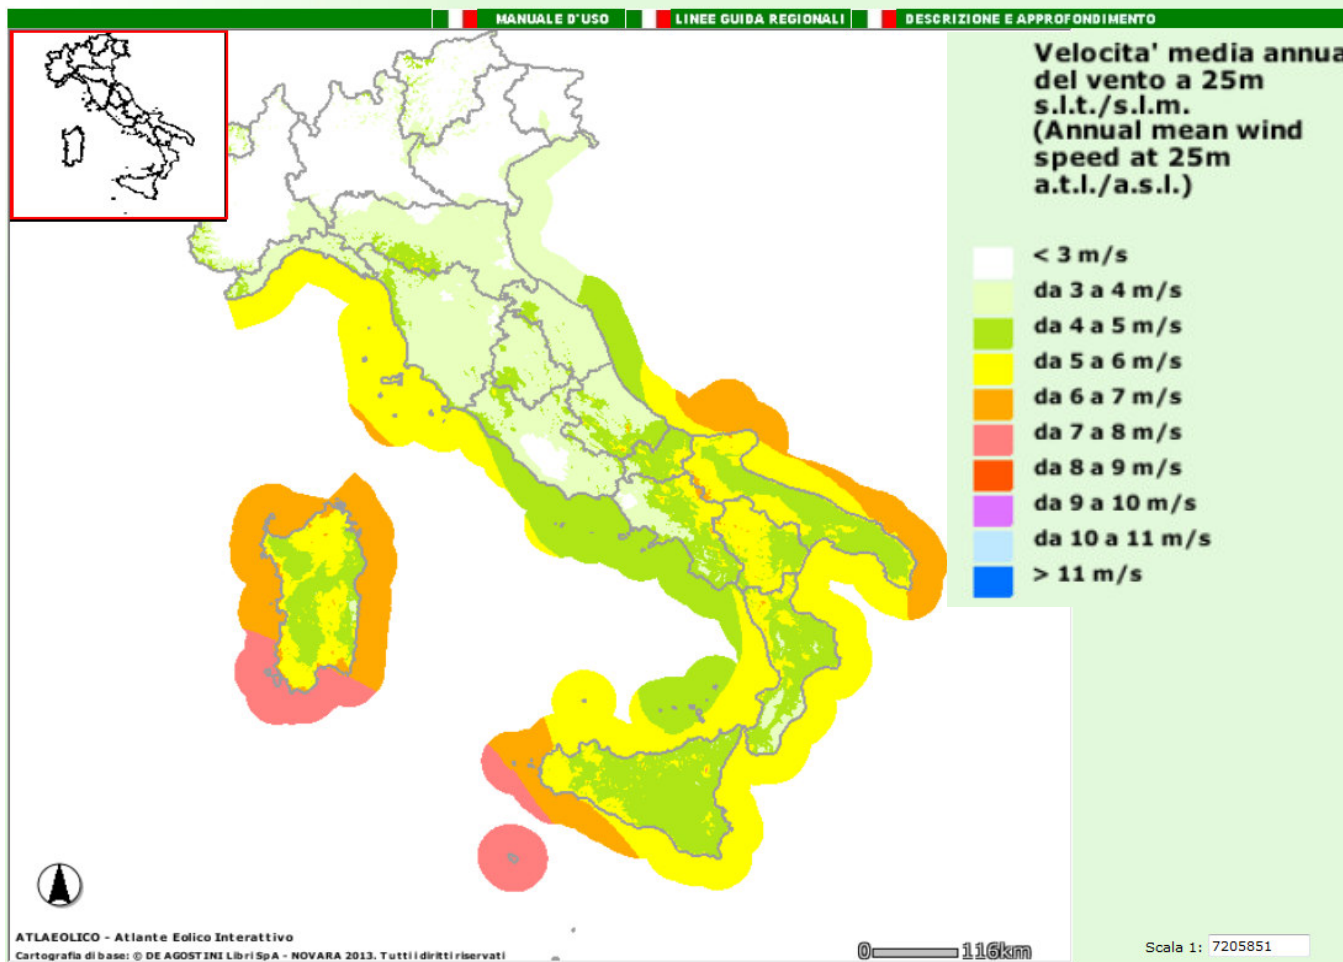 MANUALE D'USO
LINEE GUIDA REGIONALI
DESCRIZIONE E APPROFONDIMENTO
Velocita' media annua
del vento a 25m
s.l.t./s.l.m.
(Annual mean wind
speed at 25m
a.t.l./a.s.l.)
< 3 m/s
da 3 a 4 m/s
da 4 a 5 m/s
da 5 a 6 m/s
da 6 a 7 m/s
da 7 a 8 m/s
da 8 a 9 m/s
da 9 a 10 m/s
da 10 a 11 m/s
> 11 m/s
ATLAEOLICO - Atlante Eolico Interattivo
Cartografia di base: © DE AGOSTINI Libri SpA - NOVARA 2013. Tutti i diritti riservati
0 116km
Scala 1: 7205851